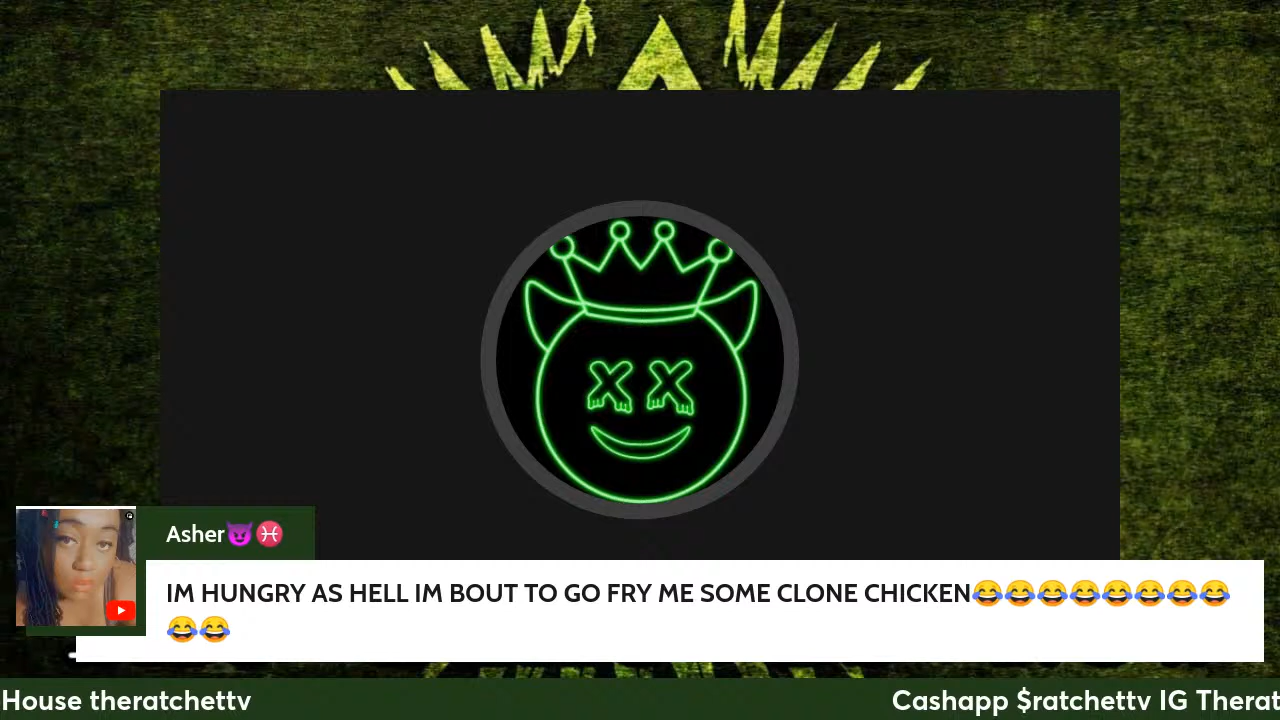 Asher😈♓
IM HUNGRY AS HELL IM BOUT TO GO FRY ME SOME CLONE CHICKEN😂😂😂😂😂😂😂😂
😂😂
House theratchettv Cashapp $ratchettv IG Therat